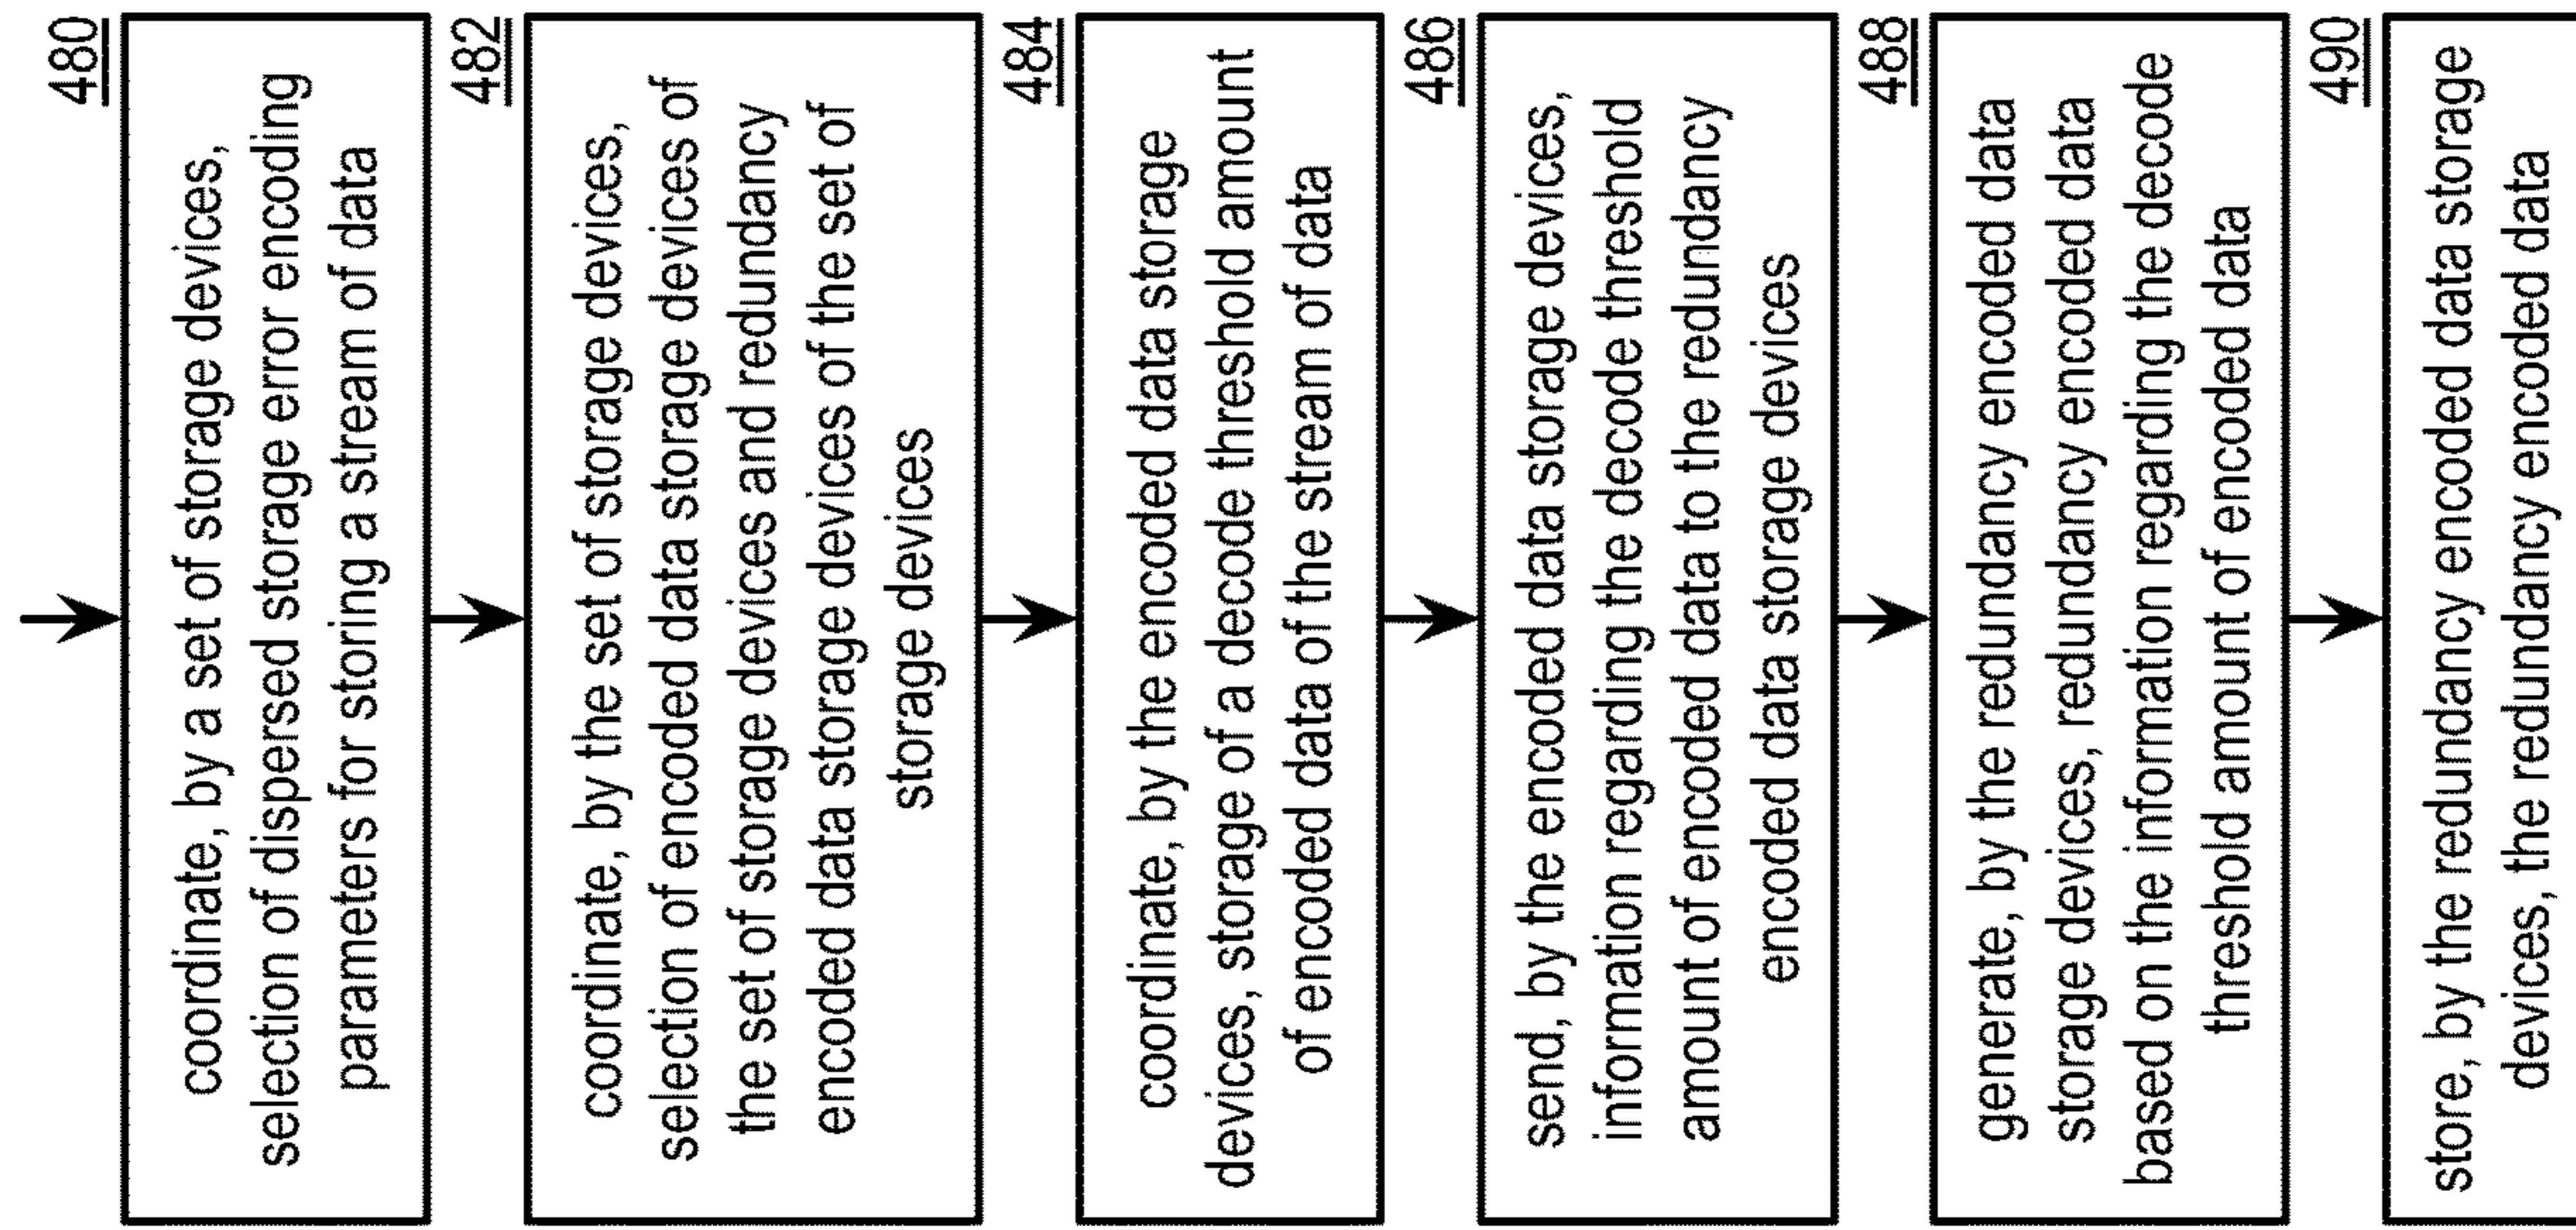 480
coordinate, by a set of storage devices,
selection of dispersed storage error encoding
parameters for storing a stream of data
482
coordinate, by the set of storage devices,
selection of encoded data storage devices of
the set of storage devices and redundancy
encoded data storage devices of the set of
storage devices
484
coordinate, by the encoded data storage
devices, storage of a decode threshold amount
of encoded data of the stream of data
486
send, by the encoded data storage devices,
information regarding the decode threshold
amount of encoded data to the redundancy
encoded data storage devices
488
generate, by the redundancy encoded data
storage devices, redundancy encoded data
based on the information regarding the decode
threshold amount of encoded data
490
store, by the redundancy encoded data storage
devices, the redundancy encoded data